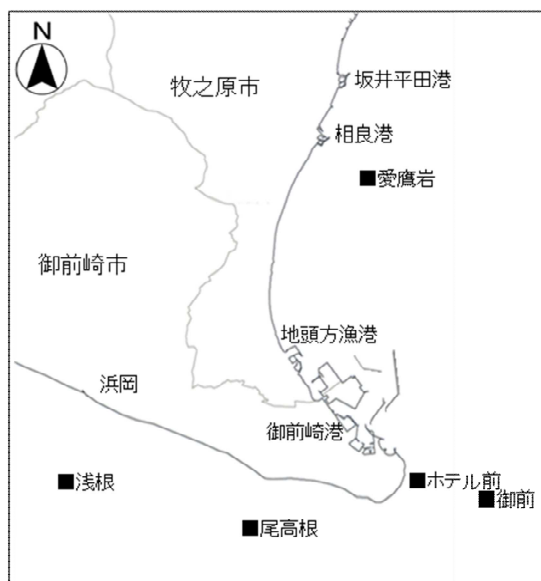 N
坂井平田港
牧之原市
相良港
■愛鷹岩
御前崎市
地頭方漁港
浜岡
御前崎港
■浅根
■ホテル前
■御前
■尾高根